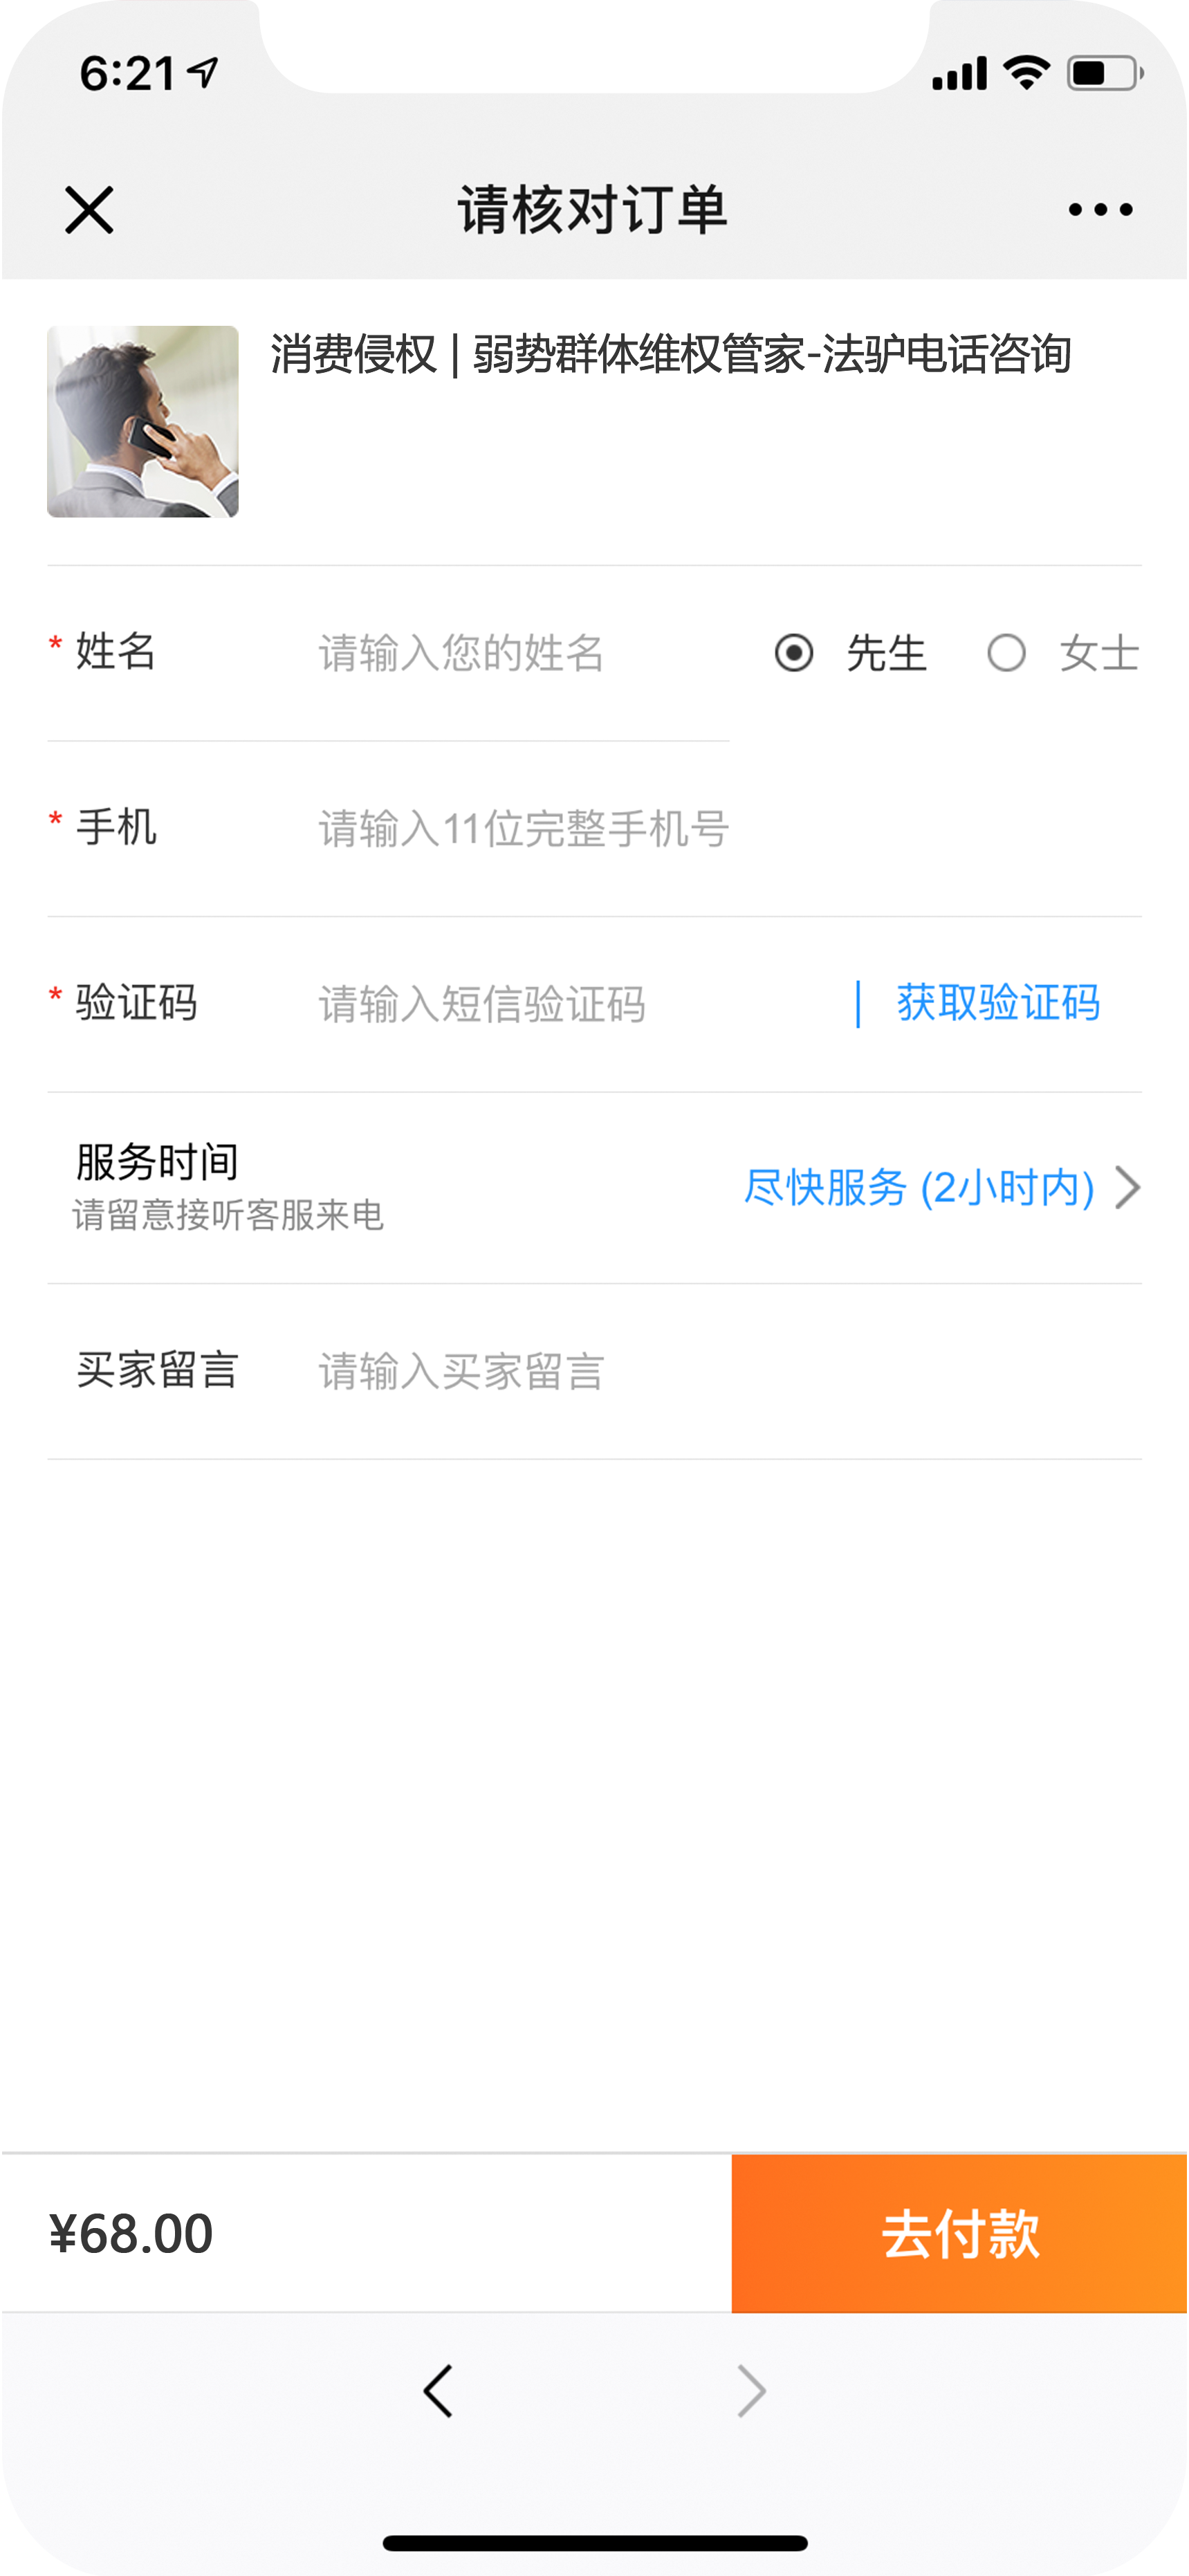 6:21
请核对订单
消费侵权 | 弱势群体维权管家-法驴电话咨询
* 姓名 请输入您的姓名 先生 女士
* 手机 请输入11位完整手机号
* 验证码 请输入短信验证码 | 获取验证码
服务时间
请留意接听客服来电
尽快服务 (2小时内)
买家留言 请输入买家留言
¥68.00 去付款